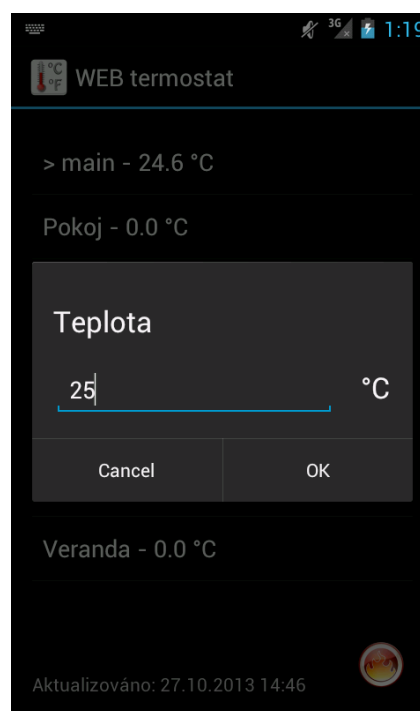 3G 1:19
°C
°F
WEB termostat
> main - 24.6 °C
Pokoj - 0.0 °C
Teplota
25 °C
Cancel OK
Veranda - 0.0 °C
Aktualizováno: 27.10.2013 14:46